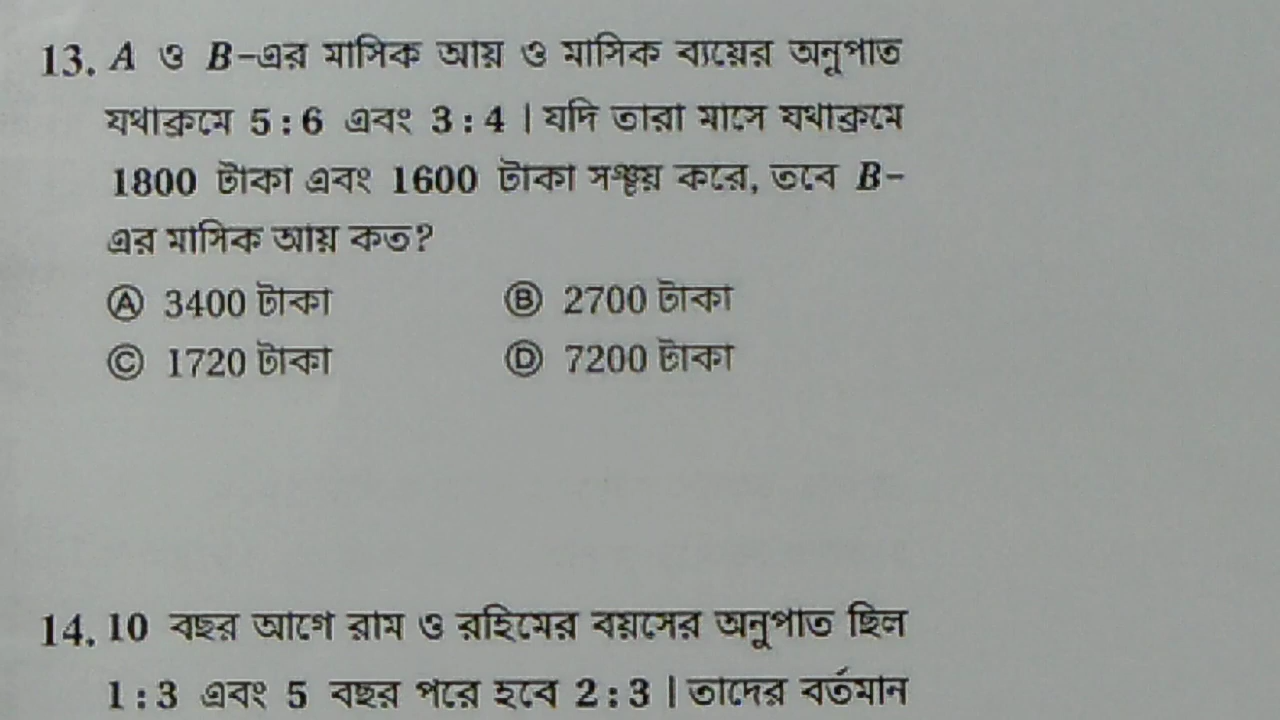 13. A ও B-এর মাসিক আয় ও মাসিক ব্যয়ের অনুপাত
যথাক্রমে 5 : 6 এবং 3 : 4 । যদি তারা মাসে যথাক্রমে
1800 টাকা এবং 1600 টাকা সঞ্চয় করে, তবে B-
এর মাসিক আয় কত?
Ⓐ 3400 টাকা Ⓑ 2700 টাকা
Ⓒ 1720 টাকা Ⓓ 7200 টাকা
14. 10 বছর আগে রাম ও রহিমের বয়সের অনুপাত ছিল
1 : 3 এবং 5 বছর পরে হবে 2 : 3 । তাদের বর্তমান